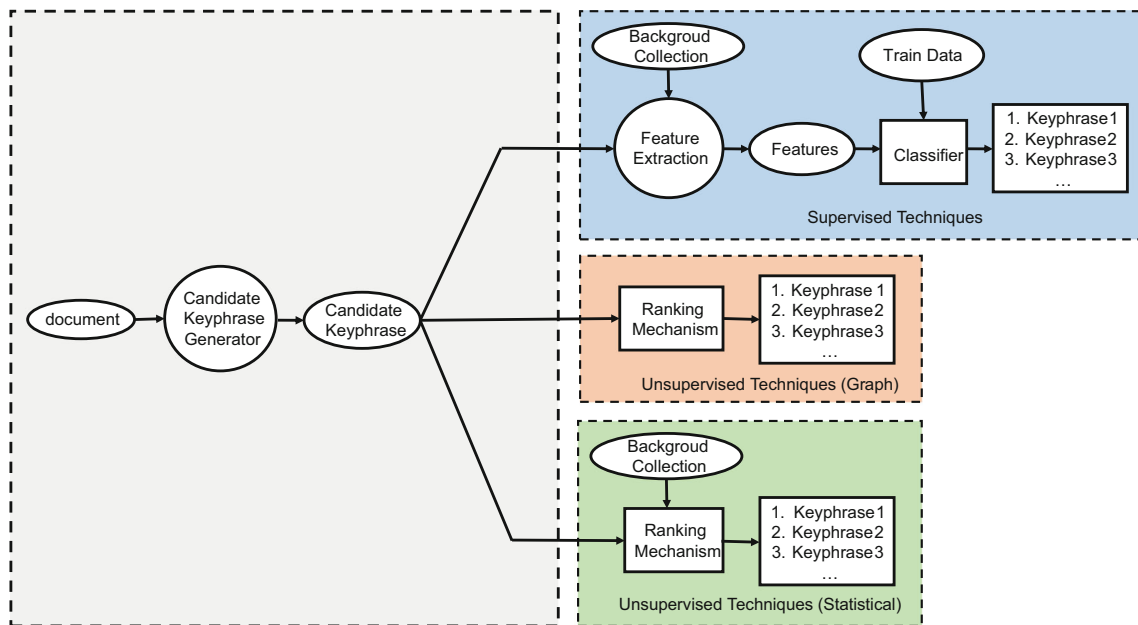 document
Candidate
Keyphrase
Generator
Candidate
Keyphrase
Backgroud
Collection
Train Data
Feature
Extraction
Features
Classifier
1. Keyphrase1
2. Keyphrase2
3. Keyphrase3
...
Supervised Techniques
Ranking
Mechanism
1. Keyphrase1
2. Keyphrase2
3. Keyphrase3
...
Unsupervised Techniques (Graph)
Backgroud
Collection
Ranking
Mechanism
1. Keyphrase1
2. Keyphrase2
3. Keyphrase3
...
Unsupervised Techniques (Statistical)